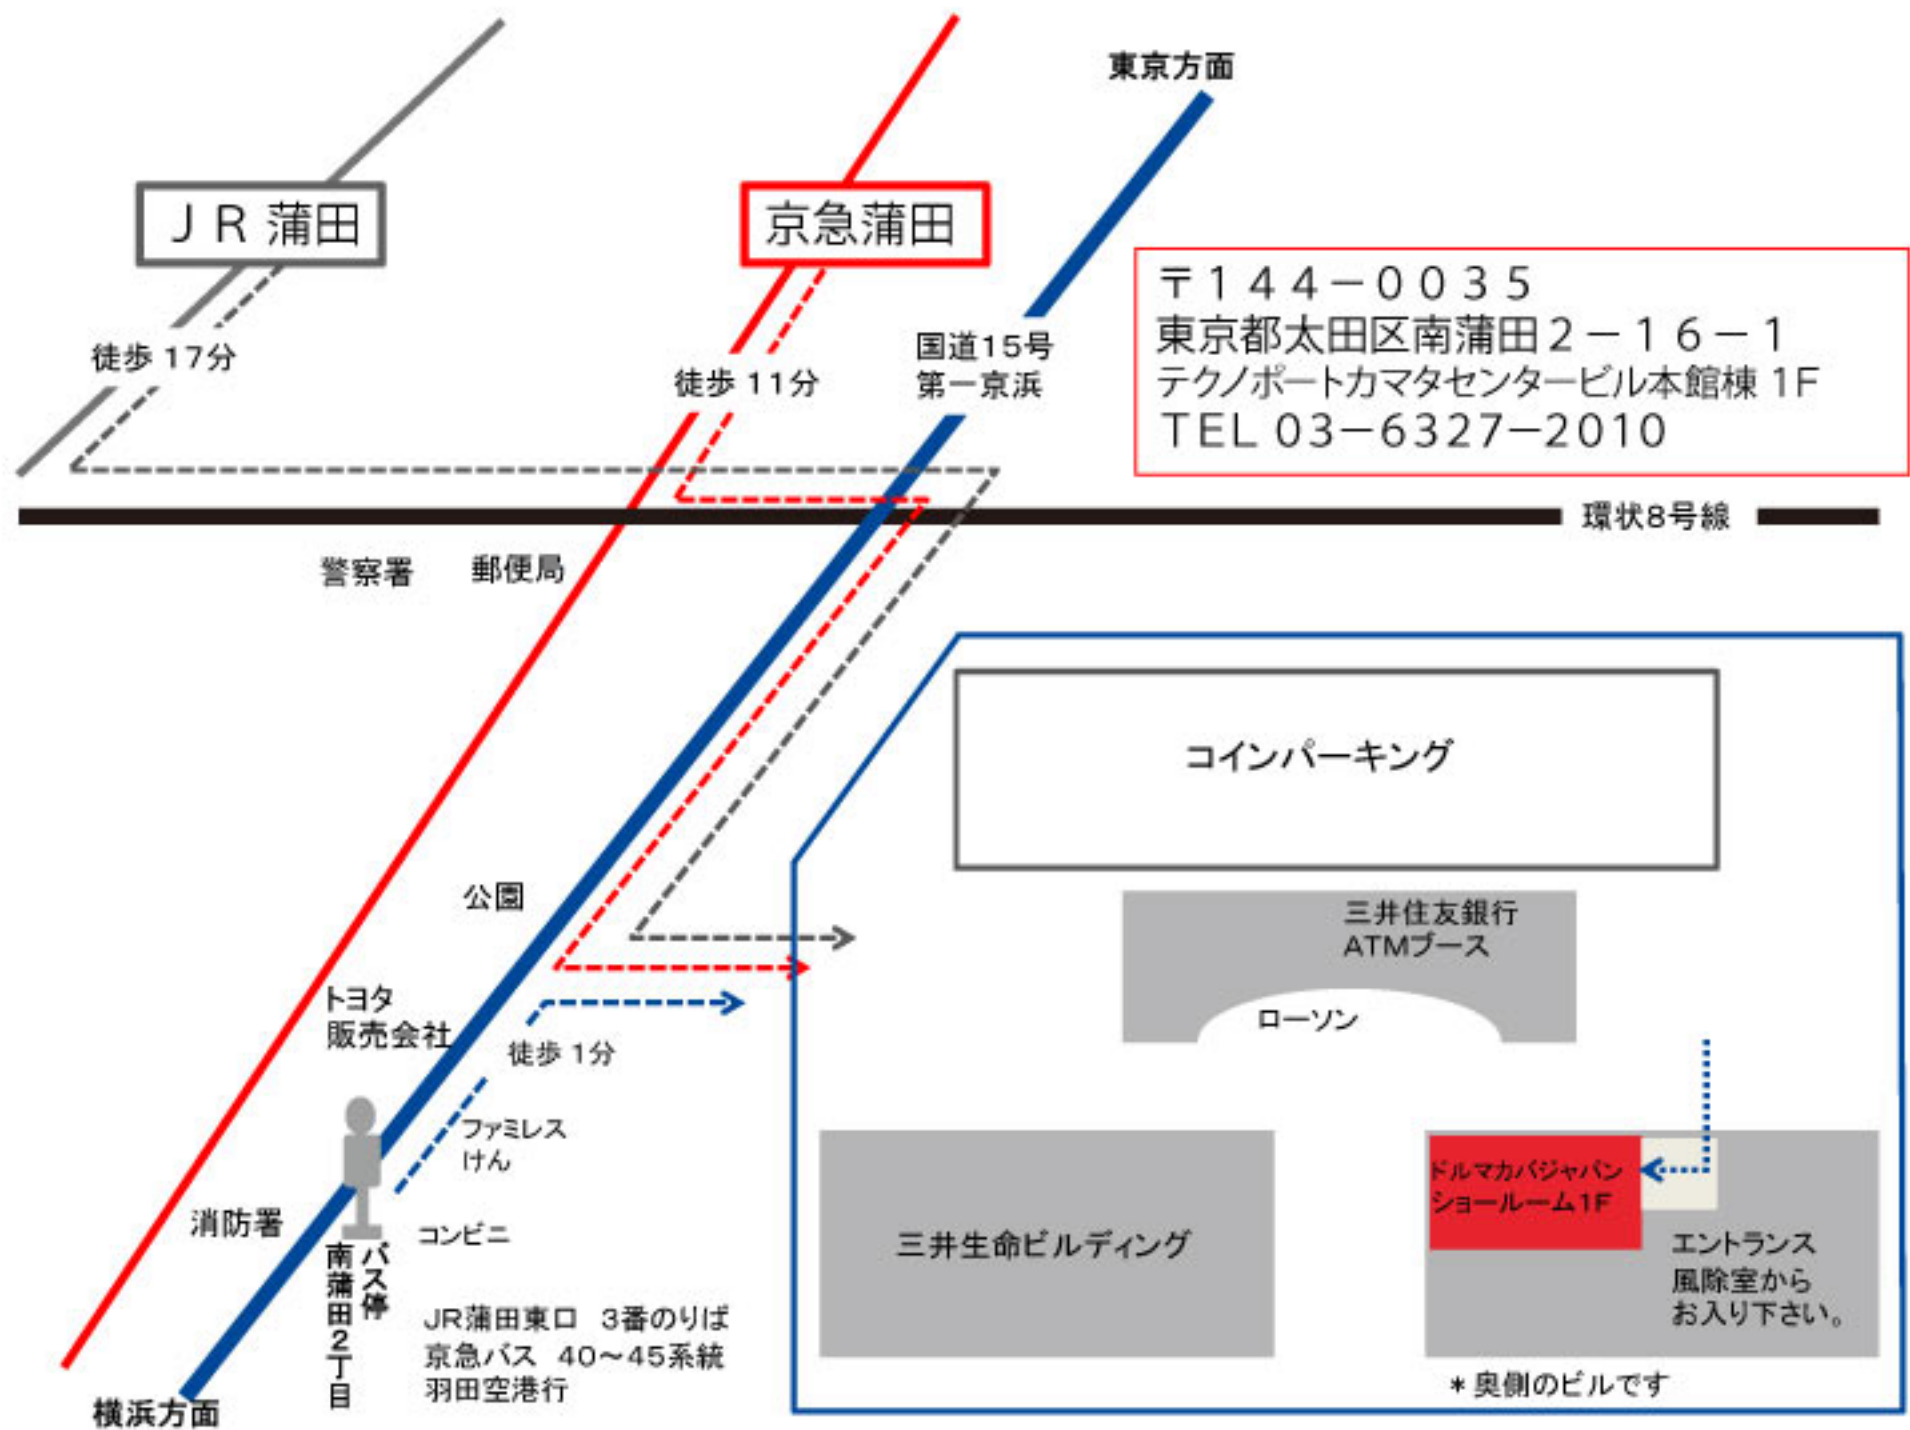 東京方面
JR 蒲田
京急蒲田
〒144-0035
東京都太田区南蒲田2-16-1
テクノポートカマタセンタービル本館棟 1F
TEL 03-6327-2010
徒歩 17分
徒歩 11分
国道15号
第一京浜
環状8号線
警察署
郵便局
コインパーキング
公園
三井住友銀行
ATMブース
ローソン
トヨタ
販売会社
徒歩 1分
ファミレス
けん
ドルマカバジャパン
ショールーム1F
消防署
コンビニ
三井生命ビルディング
エントランス
風除室から
お入り下さい。
バス停
南蒲田2丁目
JR蒲田東口 3番のりば
京急バス 40~45系統
羽田空港行
*奥側のビルです
横浜方面